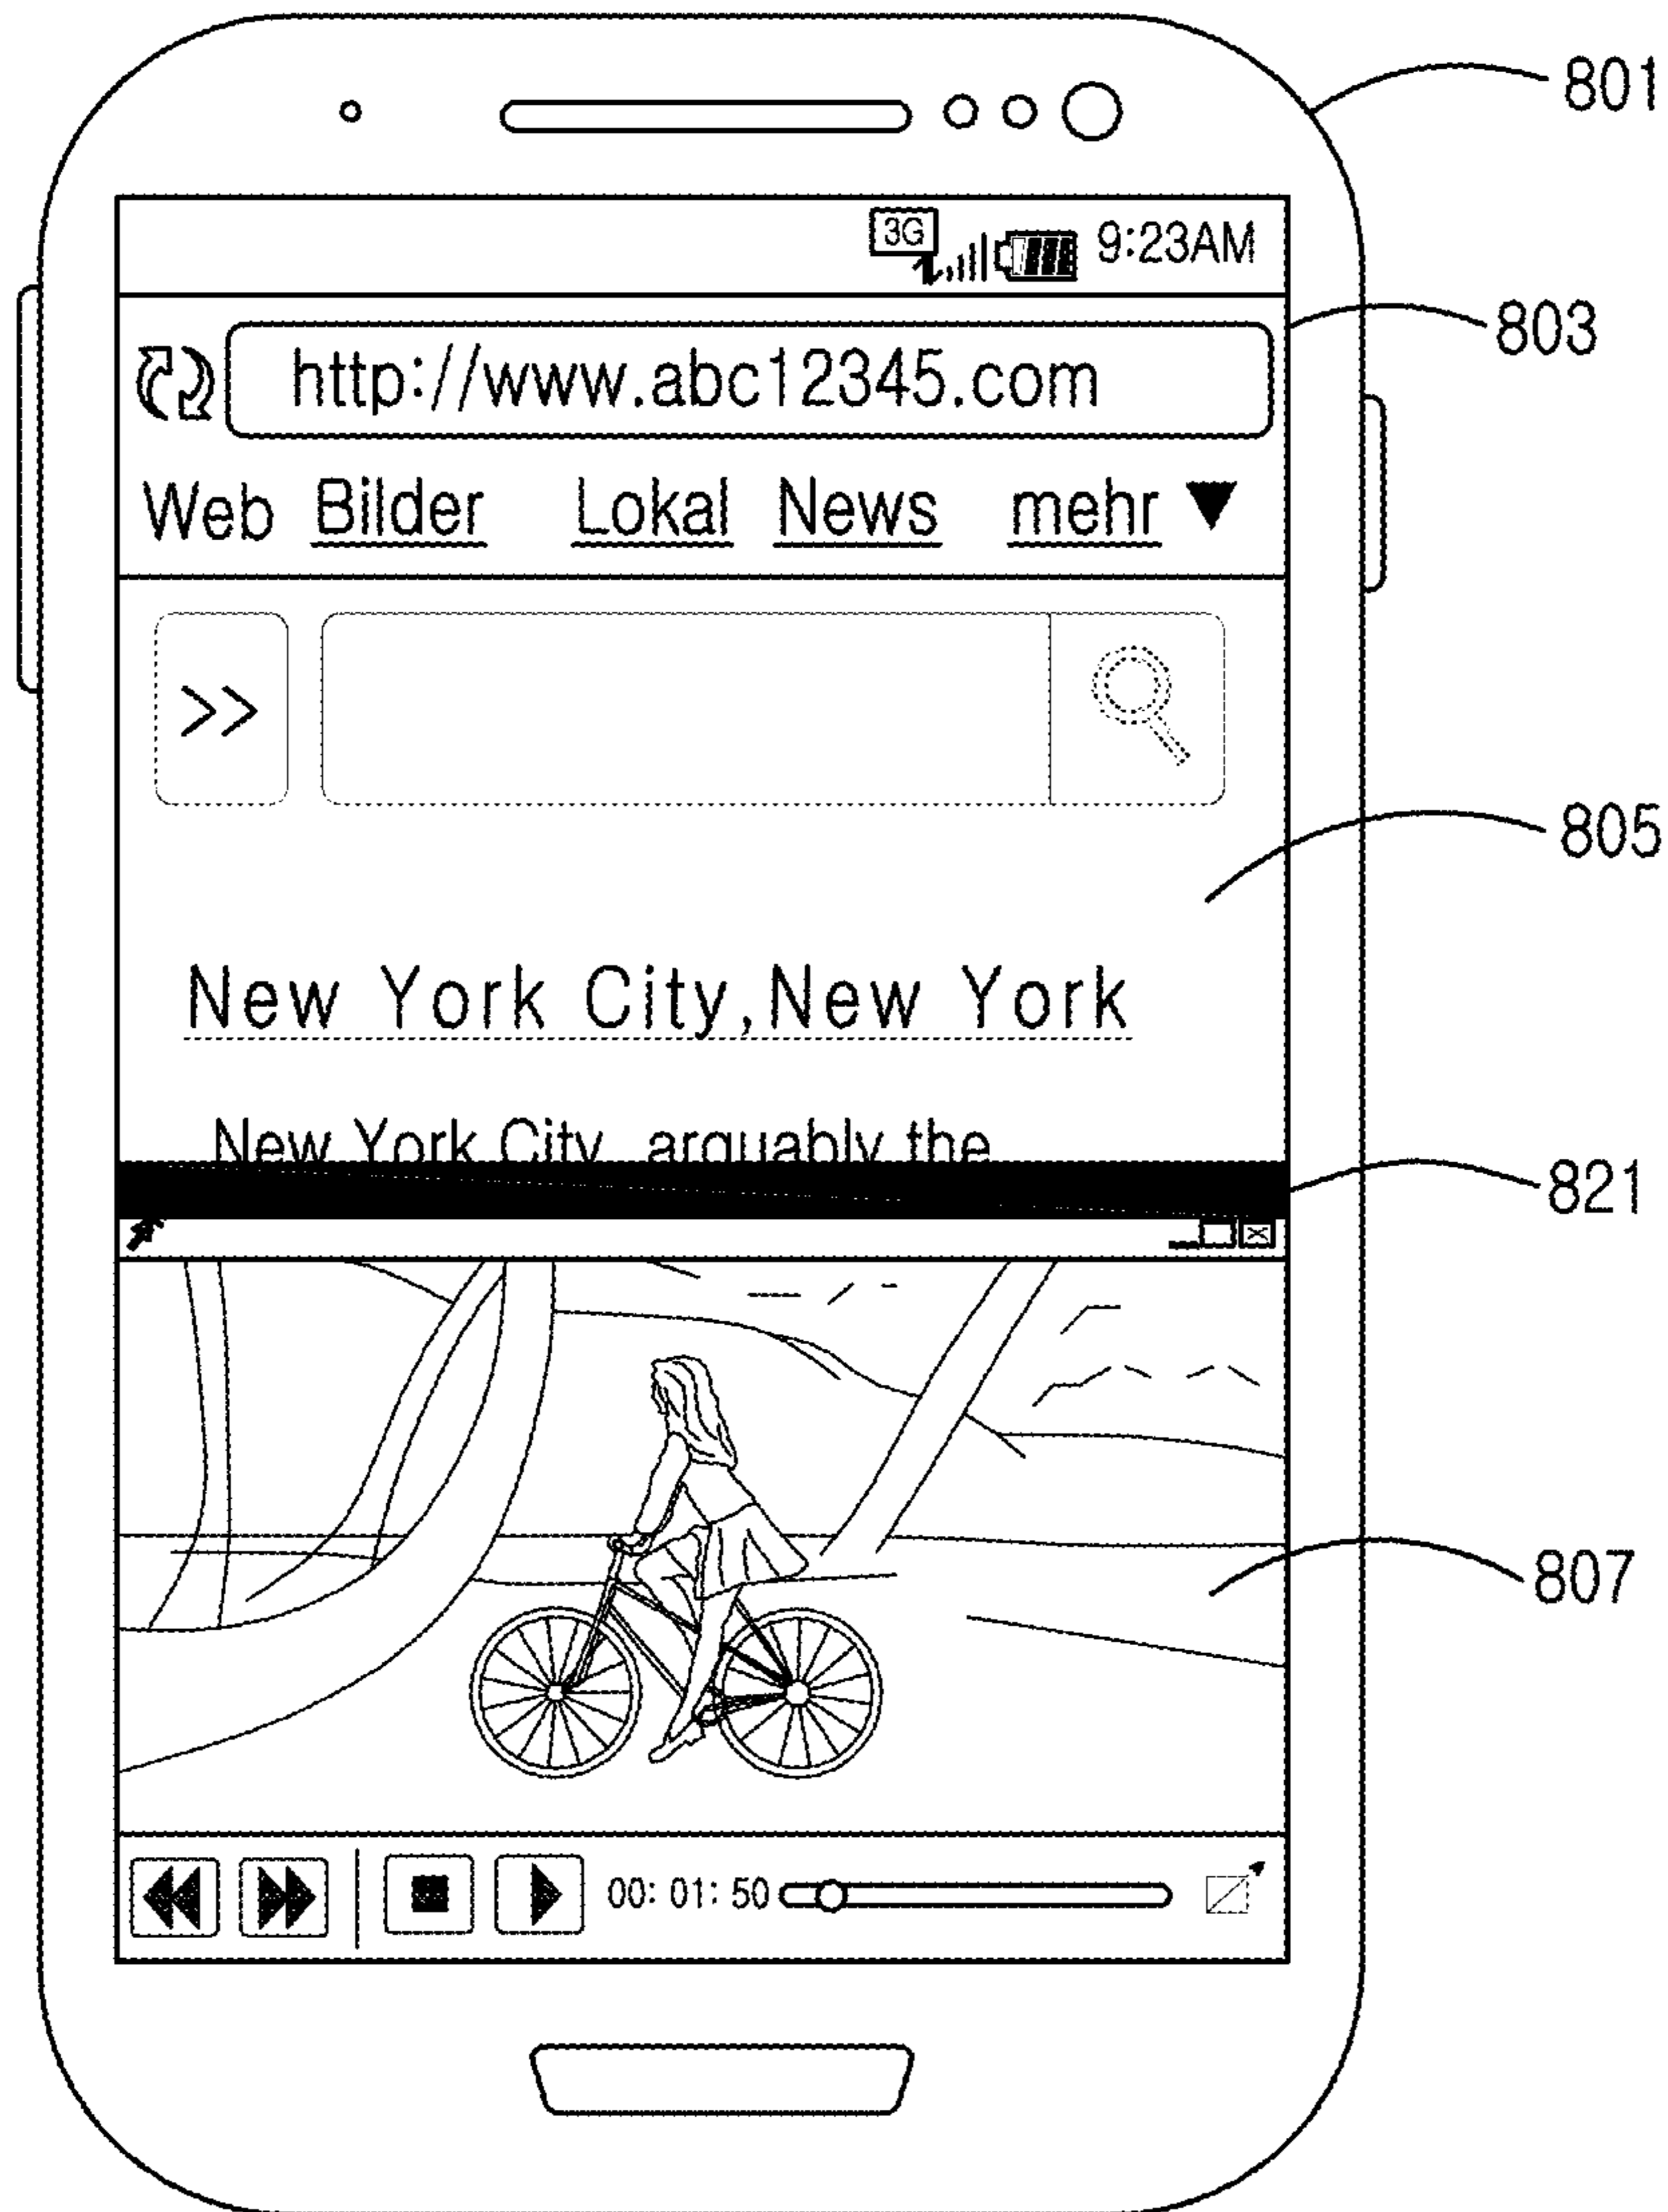 801
3G 9:23AM
803
http://www.abc12345.com
Web Bilder Lokal News mehr
>>
805
New York City,New York
New York City, arguably the
821
807
00: 01: 50